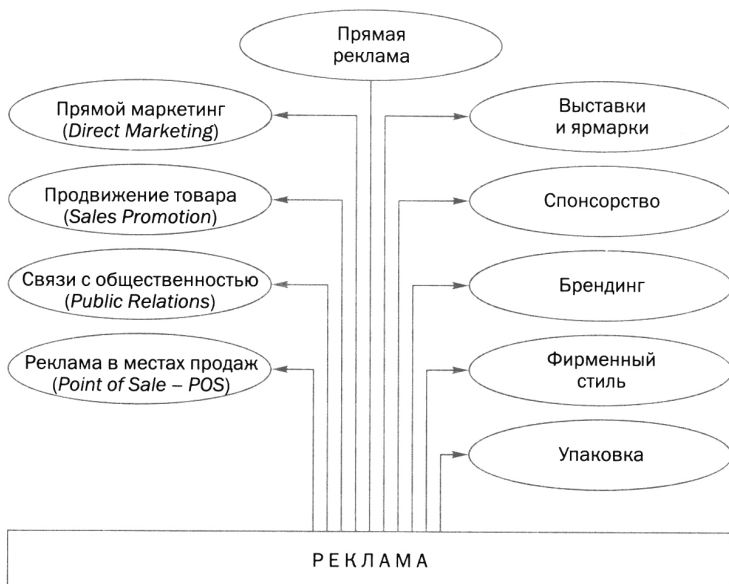 Прямая
реклама
Прямой маркетинг
(Direct Marketing)
Продвижение товара
(Sales Promotion)
Связи с общественностью
(Public Relations)
Реклама в местах продаж
(Point of Sale – POS)
Выставки
и ярмарки
Спонсорство
Брендинг
Фирменный
стиль
Упаковка
РЕКЛАМА